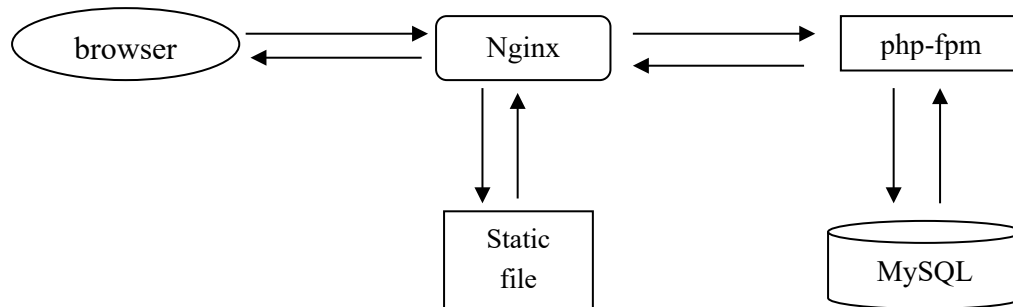 browser
Nginx
php-fpm
Static
file
MySQL